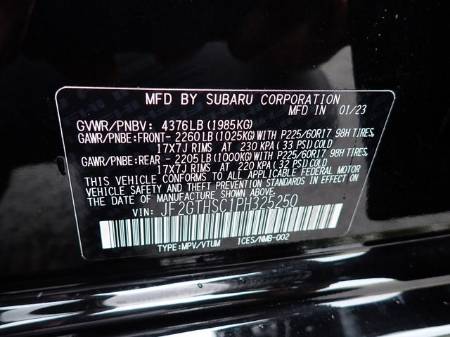 MFD BY SUBARU CORPORATION
MFD IN 01/23
GVWR/PNBV: 4376LB (1985KG)
GAWR/PNBE:FRONT- 2260LB (1025KG) WITH P225/60R17 98H TIRES,
17X7J RIMS AT 230 KPA (33 PSI) COLD
GAWR/PNBE:REAR - 2205LB (1000KG) WITH P225/60R17 98H TIRES,
17X7J RIMS AT 220 KPA (32 PSI) COLD
THIS VEHICLE CONFORMS TO ALL APPLICABLE FEDERAL MOTOR
VEHICLE SAFETY AND THEFT PREVENTION STANDARDS IN EFFECT ON
THE DATE OF MANUFACTURE SHOWN ABOVE.
VIN: JF2GTHSC1PH325250
TYPE:MPV/VTUM ICES/NMB-002